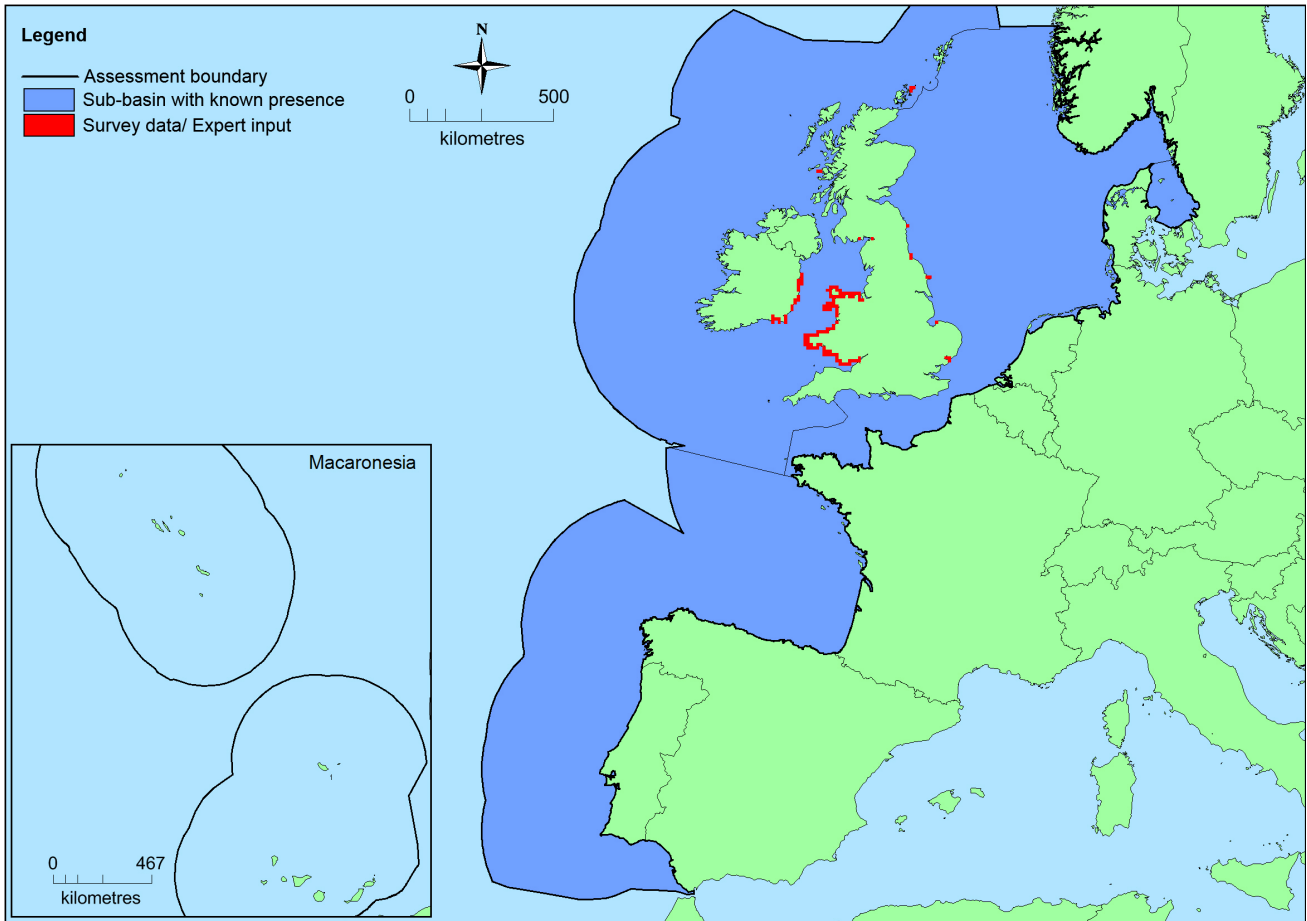 Legend
Assessment boundary
Sub-basin with known presence
Survey data/ Expert input
N
0 500
kilometres
Macaronesia
0 467
kilometres